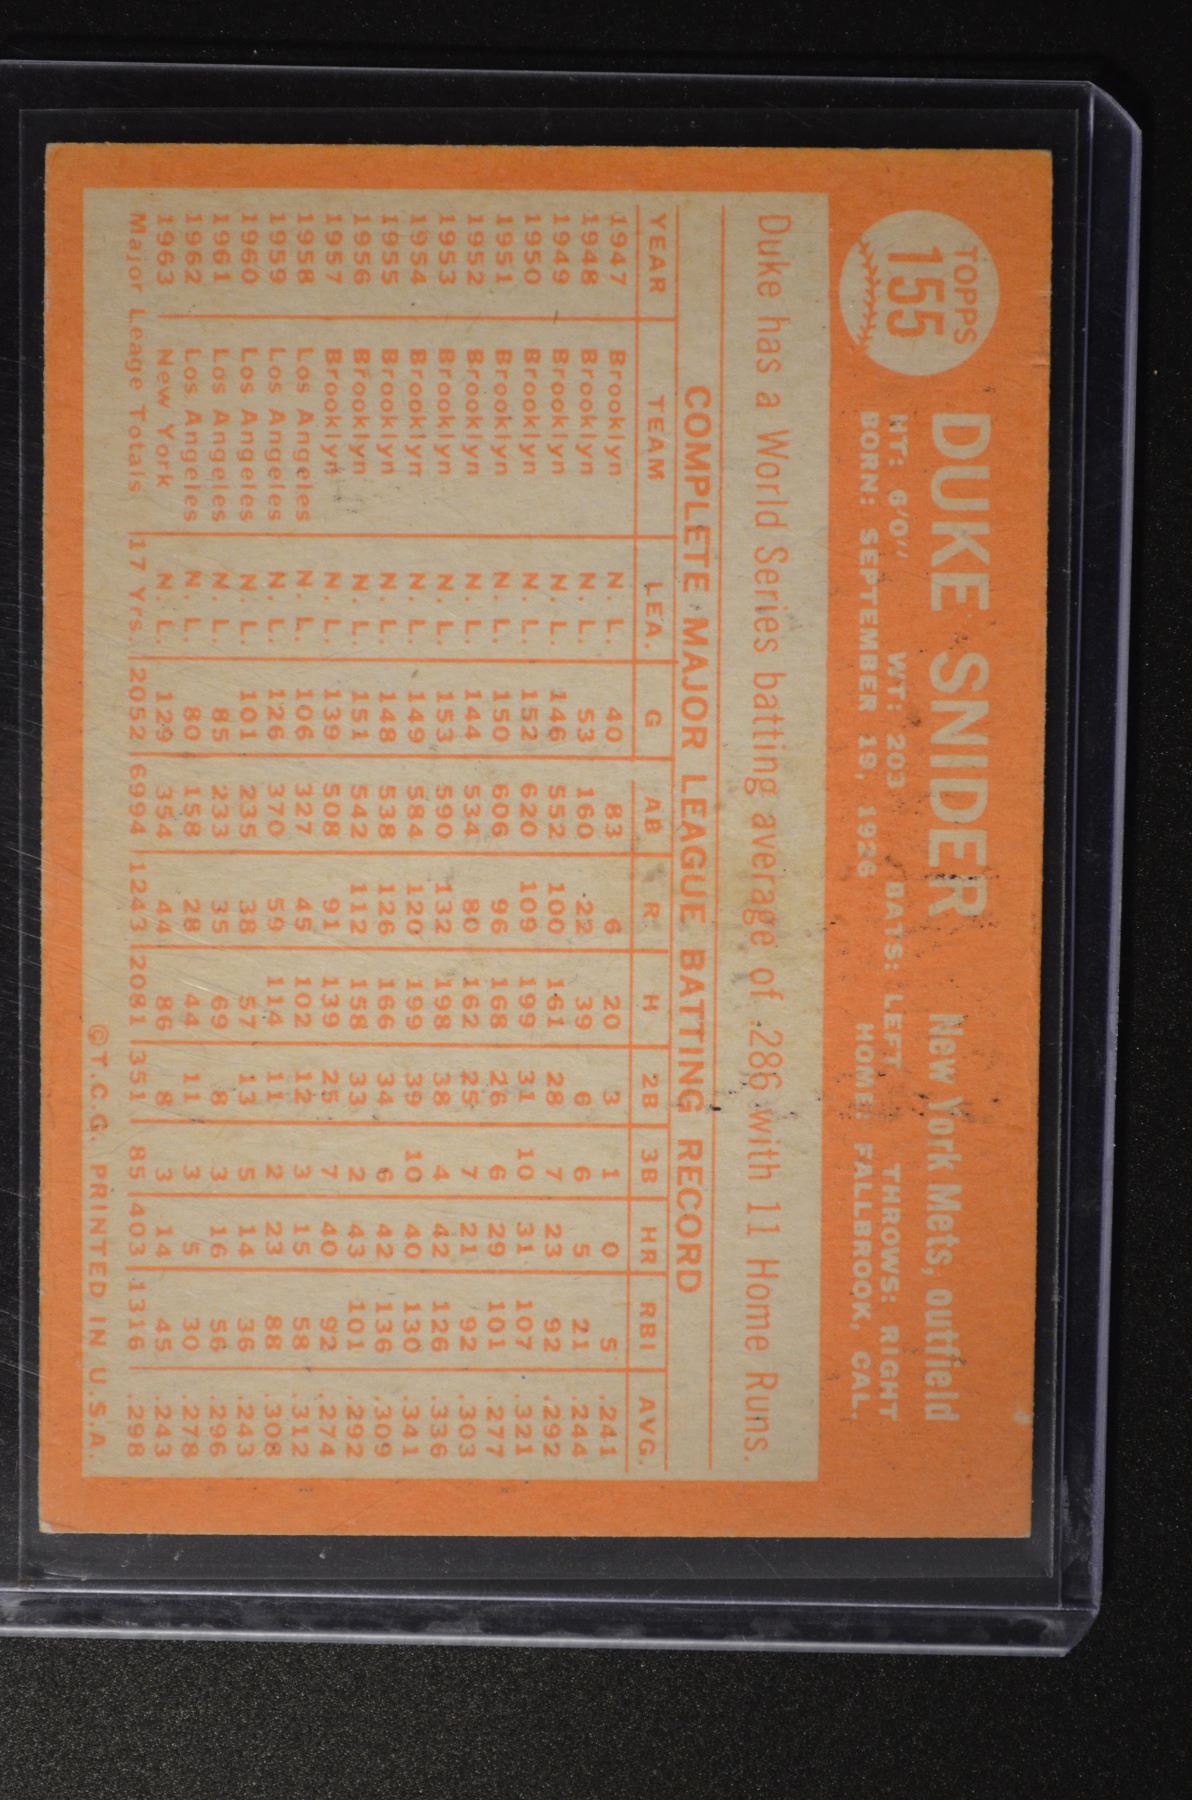 TOPPS
155
DUKE SNIDER New York Mets, outfield
HT: 6'0" WT: 203 BATS: LEFT THROWS: RIGHT
BORN: SEPTEMBER 19, 1926 HOME: FALLBROOK, CAL.
Duke has a World Series batting average of .286 with 11 Home Runs.
COMPLETE MAJOR LEAGUE BATTING RECORD
YEAR TEAM LEA. G AB R H 2B 3B HR RBI AVG.
1947 Brooklyn N. L. 40 83 6 20 3 1 0 5 .241
1948 Brooklyn N. L. 53 160 22 39 6 6 5 21 .244
1949 Brooklyn N. L. 146 552 100 161 28 7 23 92 .292
1950 Brooklyn N. L. 152 620 109 199 31 10 31 107 .321
1951 Brooklyn N. L. 150 606 96 168 26 6 29 101 .277
1952 Brooklyn N. L. 144 534 80 162 25 7 21 92 .303
1953 Brooklyn N. L. 153 590 132 198 38 4 42 126 .336
1954 Brooklyn N. L. 149 584 120 199 39 10 40 130 .341
1955 Brooklyn N. L. 148 538 126 166 34 6 42 136 .309
1956 Brooklyn N. L. 151 542 112 158 33 2 43 101 .292
1957 Brooklyn N. L. 139 508 91 139 25 7 40 92 .274
1958 Los Angeles N. L. 106 327 45 102 12 3 15 58 .312
1959 Los Angeles N. L. 126 370 59 114 11 2 23 88 .308
1960 Los Angeles N. L. 101 235 38 57 13 5 14 36 .243
1961 Los Angeles N. L. 85 233 35 69 8 3 16 56 .296
1962 Los Angeles N. L. 80 158 28 44 11 3 5 30 .278
1963 New York N. L. 129 354 44 86 8 3 14 45 .243
Major Leage Totals 17 Yrs. 2052 6994 1243 2081 351 85 403 1316 .298
©T.C.G. PRINTED IN U.S.A.